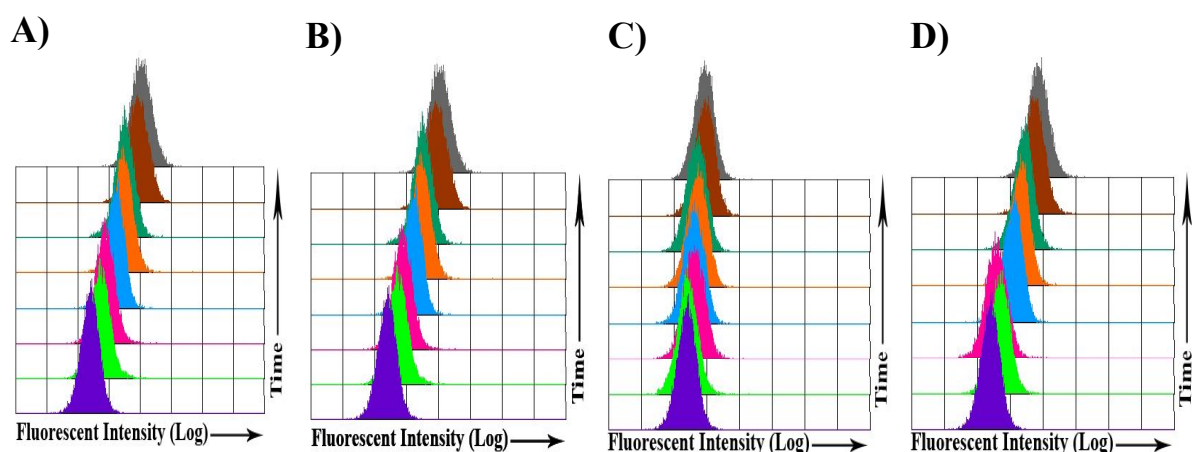 A) B) C) D)
Time Time Time Time
Fluorescent Intensity (Log) Fluorescent Intensity (Log) Fluorescent Intensity (Log) Fluorescent Intensity (Log)